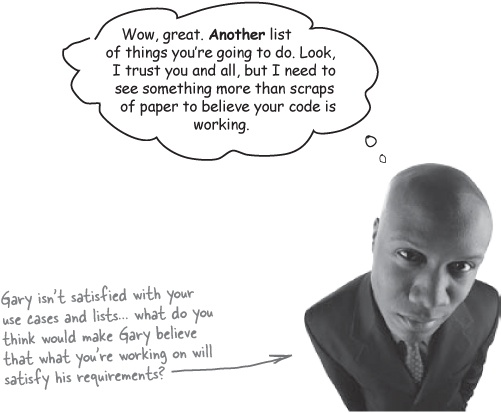 Wow, great. Another list
of things you're going to do. Look,
I trust you and all, but I need to
see something more than scraps
of paper to believe your code is
working.
Gary isn't satisfied with your
use cases and lists... what do you
think would make Gary believe
that what you're working on will
satisfy his requirements?